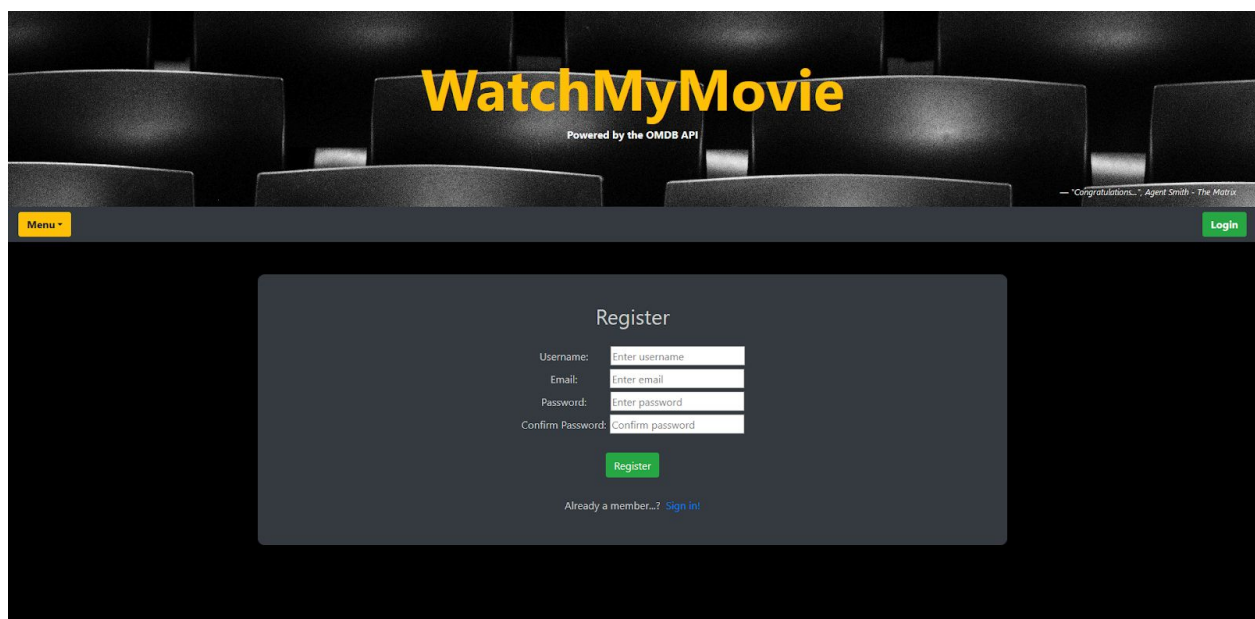 WatchMyMovie
Powered by the OMDB API
— "Congratulations...", Agent Smith - The Matrix
Menu
Login
Register
Username: Enter username
Email: Enter email
Password: Enter password
Confirm Password: Confirm password
Register
Already a member...? Sign in!